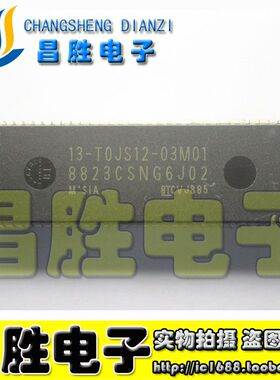 CHANGSHENG DIANZI
昌胜电子
13-T0JS12-03M01
8823CSNG6J02
M'SIA
昌胜电子
胜电子
实物拍摄 盗图
http://ic1688.taobao.